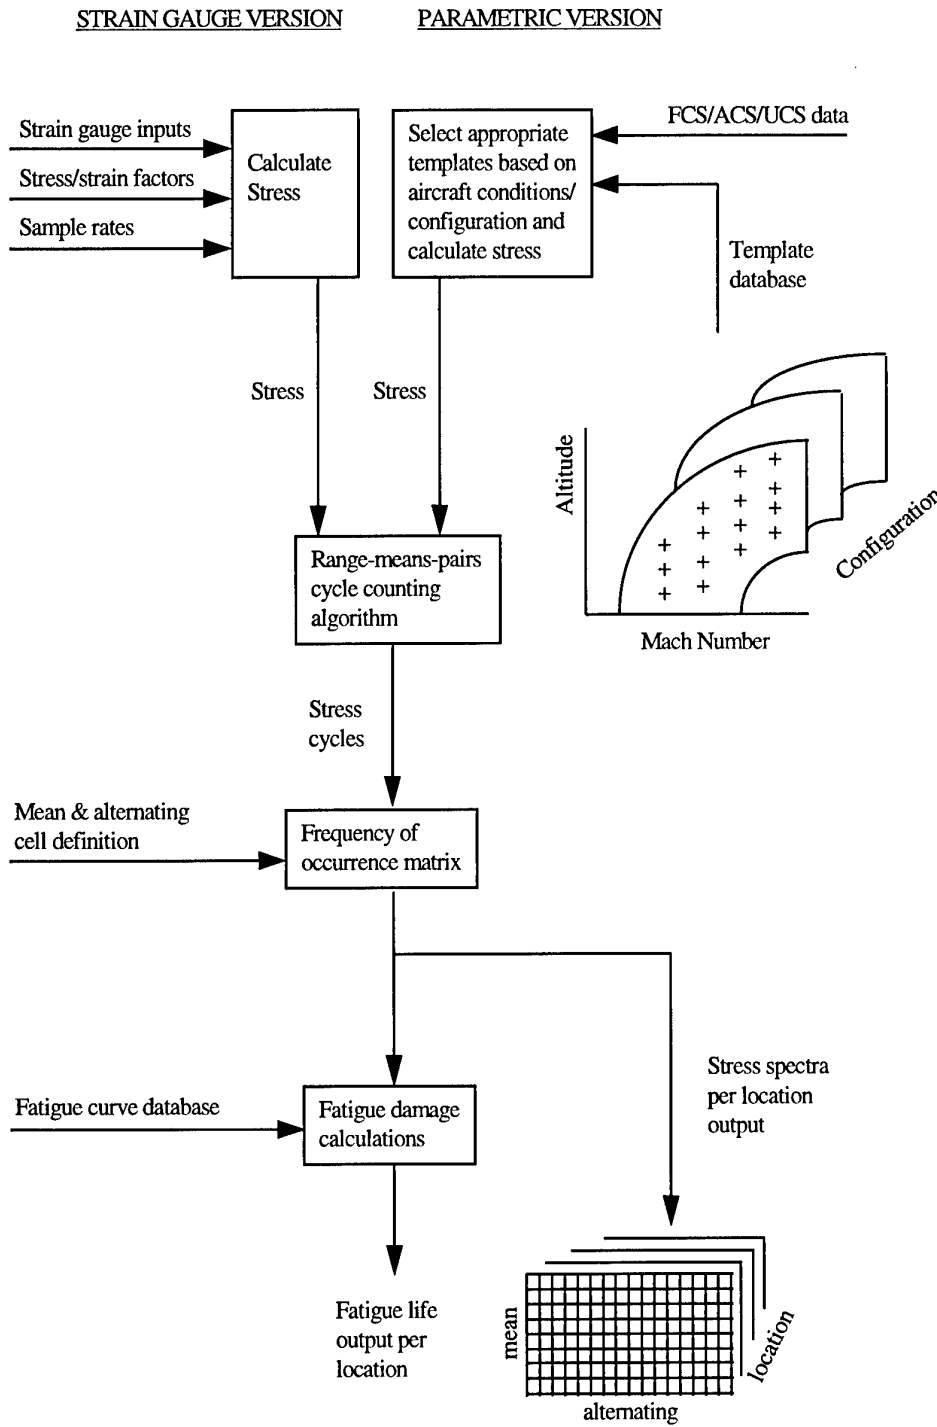 STRAIN GAUGE VERSION
PARAMETRIC VERSION
Strain gauge inputs
Stress/strain factors
Sample rates
Calculate
Stress
Select appropriate
templates based on
aircraft conditions/
configuration and
calculate stress
FCS/ACS/UCS data
Template
database
Stress
Stress
Altitude
Mach Number
Configuration
Range-means-pairs
cycle counting
algorithm
Stress
cycles
Mean & alternating
cell definition
Frequency of
occurrence matrix
Fatigue curve database
Fatigue damage
calculations
Stress spectra
per location
output
Fatigue life
output per
location
mean
alternating
location